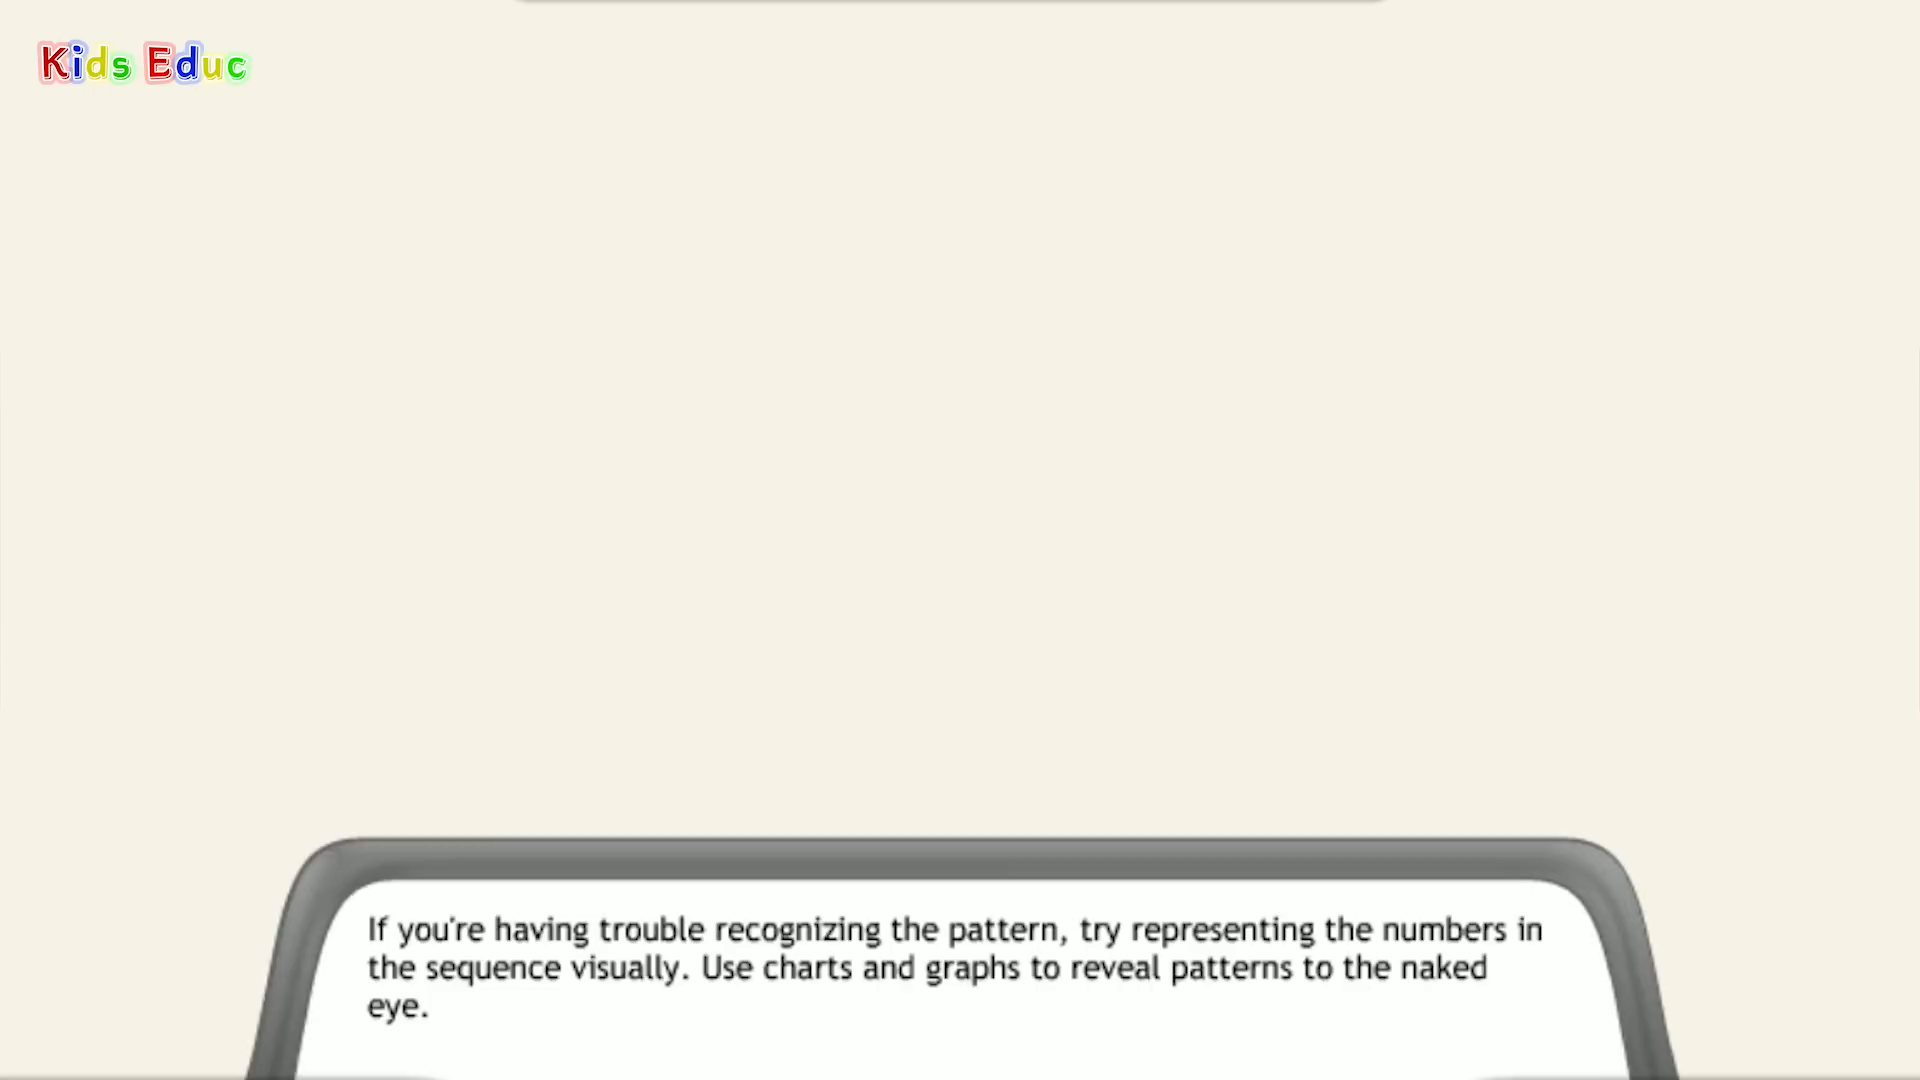 Kids Educ
If you're having trouble recognizing the pattern, try representing the numbers in
the sequence visually. Use charts and graphs to reveal patterns to the naked
eye.